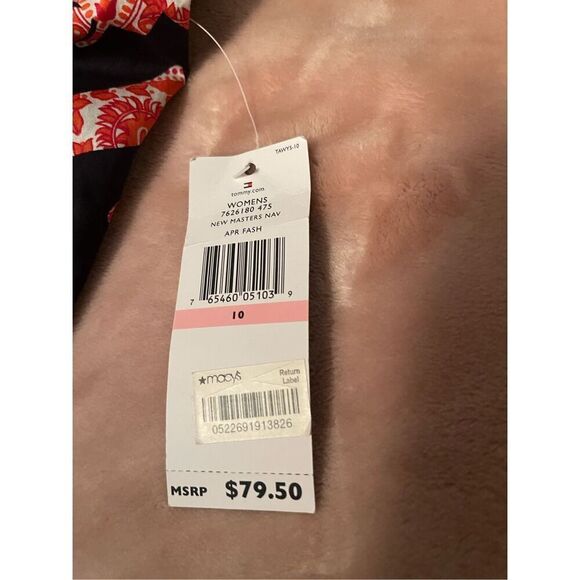 TAWYS-10
tommy.com
WOMENS
7626180 475
NEW MASTERS NAV
APR FASH
7 65460 05103 9
10
macy's Return
Label
0522691913826
MSRP $79.50